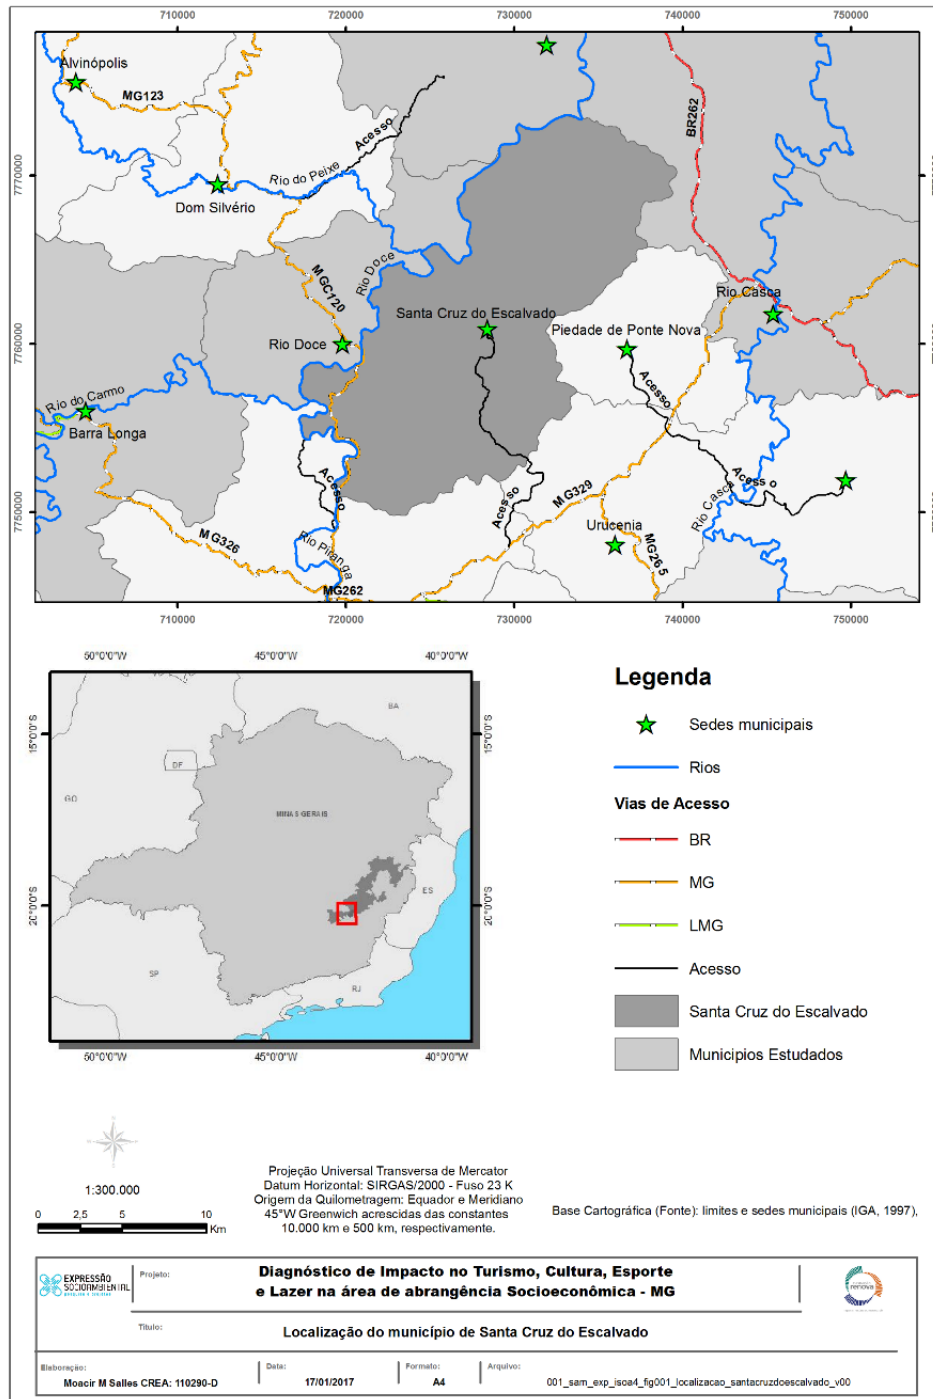 710000 720000 730000 740000 750000
Alvinópolis
MG123
Acesso
BR262
7770000
Rio do Peixe
Dom Silvério
MGC120
Rio Doce
Rio Casca
Santa Cruz do Escalvado
Piedade de Ponte Nova
7760000
Rio Doce
Acesso
Rio do Carmo
Barra Longa
Acesso
Acesso
Acesso
MG329
Rio Casca
7750000
Urucenia
MG326
Rio Piranga
MG265
MG262
710000 720000 730000 740000 750000
50°0'0"W 45°0'0"W 40°0'0"W
BA
15°0'0"S 15°0'0"S
DF
GO
MINAS GERAIS
ES
20°0'0"S 20°0'0"S
SP
RJ
50°0'0"W 45°0'0"W 40°0'0"W
Legenda
Sedes municipais
Rios
Vias de Acesso
BR
MG
LMG
Acesso
Santa Cruz do Escalvado
Municipios Estudados
1:300.000
0 2,5 5 10
Km
Projeção Universal Transversa de Mercator
Datum Horizontal: SIRGAS/2000 - Fuso 23 K
Origem da Quilometragem: Equador e Meridiano
45°W Greenwich acrescidas das constantes
10.000 km e 500 km, respectivamente.
Base Cartográfica (Fonte): limites e sedes municipais (IGA, 1997),
EXPRESSÃO
SOCIOAMBIENTAL
Projeto:
Diagnóstico de Impacto no Turismo, Cultura, Esporte
e Lazer na área de abrangência Socioeconômica - MG
renova
Titulo:
Localização do município de Santa Cruz do Escalvado
Elaboração:
Moacir M Salles CREA: 110290-D
Data:
17/01/2017
Formato:
A4
Arquivo:
001_sam_exp_isoa4_fig001_localizacao_santacruzdoescalvado_v00